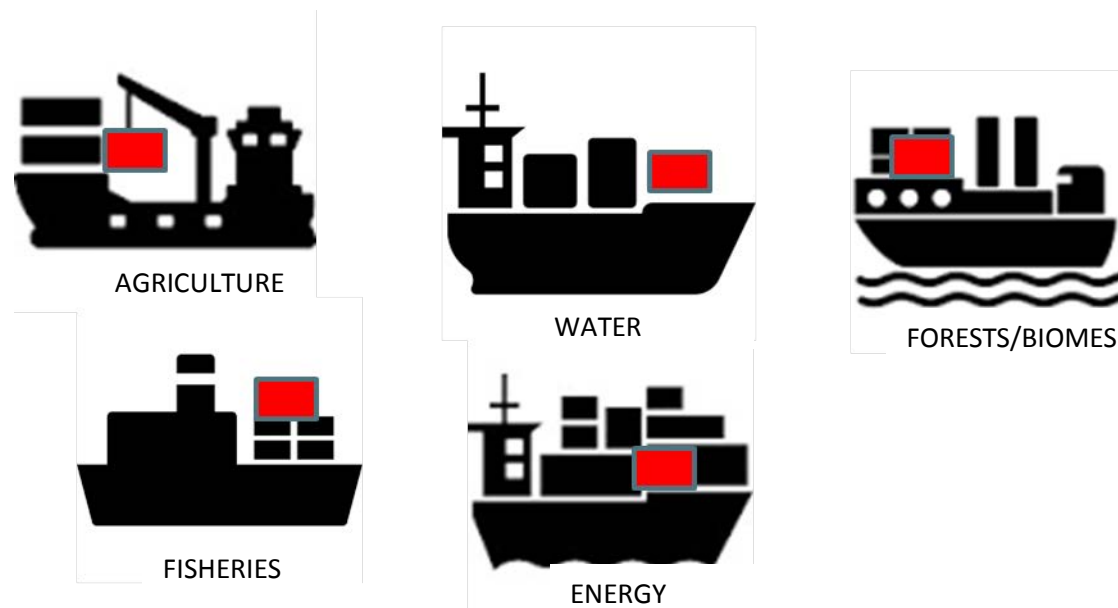 AGRICULTURE
WATER
FORESTS/BIOMES
FISHERIES
ENERGY